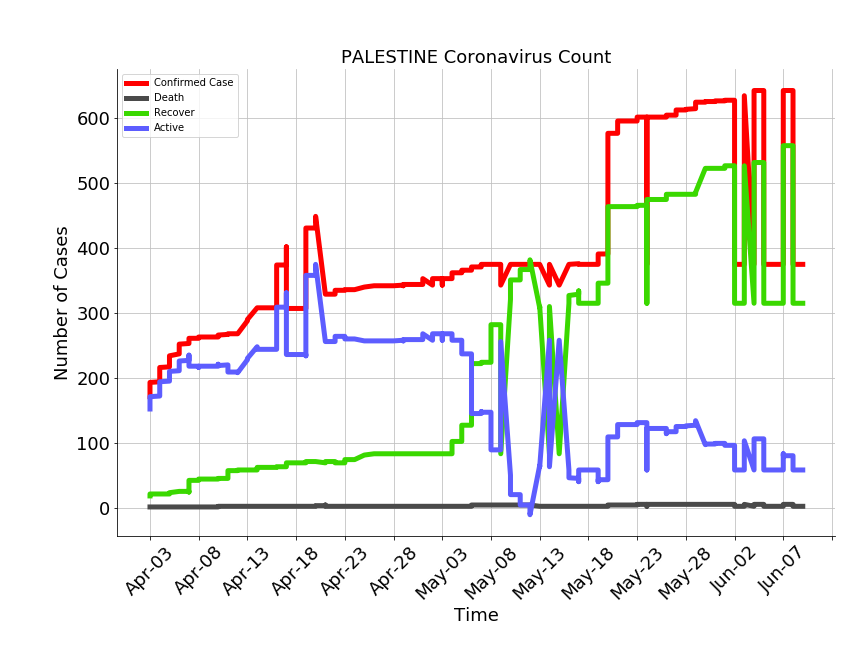 PALESTINE Coronavirus Count
Confirmed Case
Death
Recover
Active
Number of Cases
600
500
400
300
200
100
0
Apr-03
Apr-08
Apr-13
Apr-18
Apr-23
Apr-28
May-03
May-08
May-13
May-18
May-23
May-28
Jun-02
Jun-07
Time